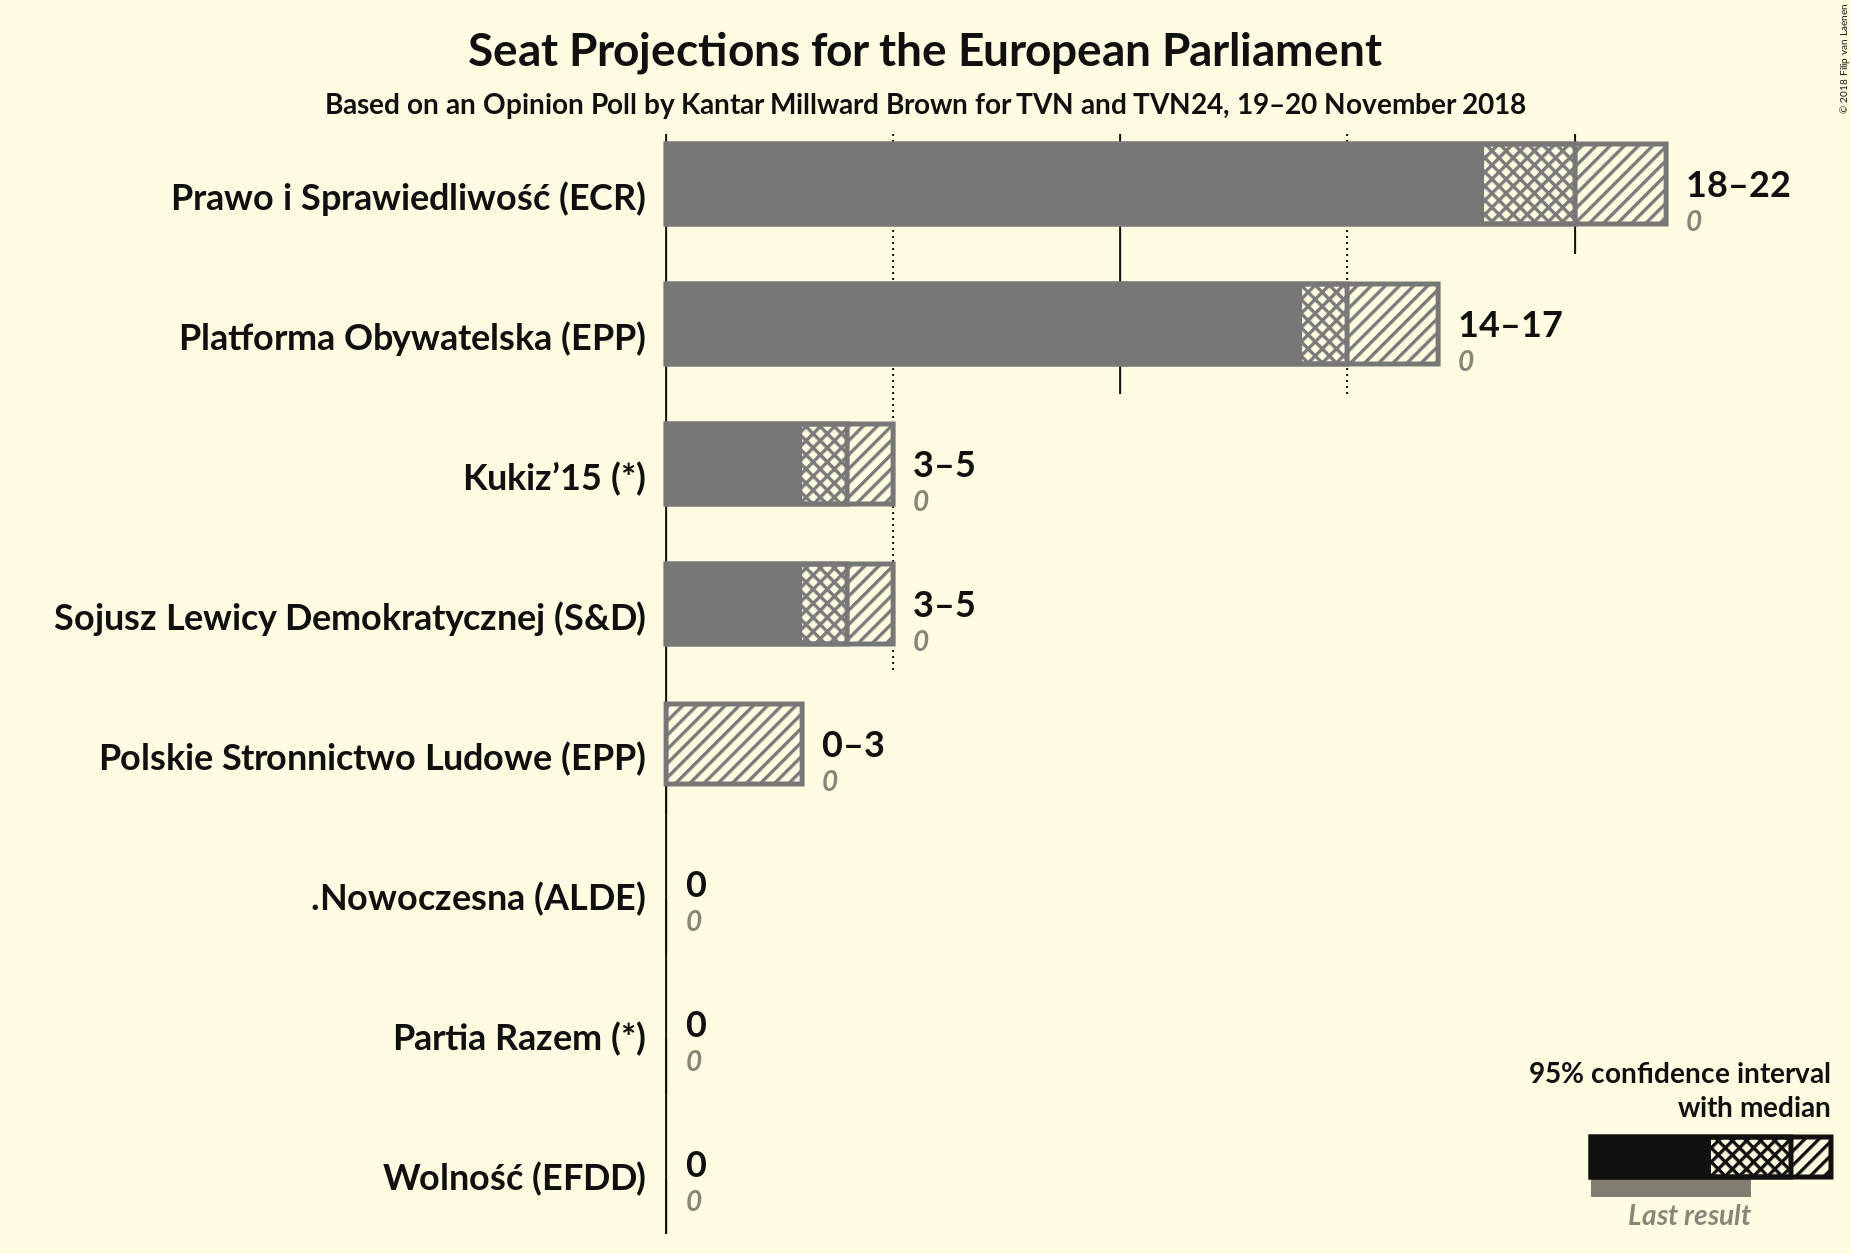 Seat Projections for the European Parliament
Based on an Opinion Poll by Kantar Millward Brown for TVN and TVN24, 19–20 November 2018
© 2018 Filip van Laenen
Prawo i Sprawiedliwość (ECR)
18–22
0
Platforma Obywatelska (EPP)
14–17
0
Kukiz’15 (*)
3–5
0
Sojusz Lewicy Demokratycznej (S&D)
3–5
0
Polskie Stronnictwo Ludowe (EPP)
0–3
0
.Nowoczesna (ALDE)
0
0
Partia Razem (*)
0
0
Wolność (EFDD)
0
0
95% confidence interval
with median
Last result